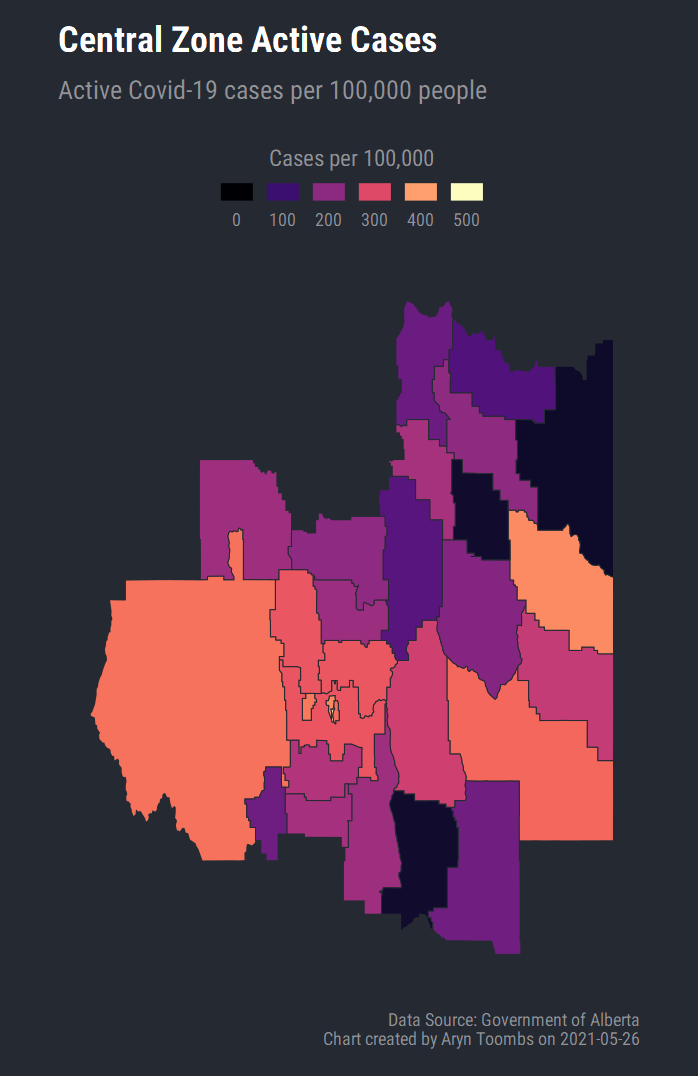 Central Zone Active Cases
Active Covid-19 cases per 100,000 people
Cases per 100,000
0 100 200 300 400 500
Data Source: Government of Alberta
Chart created by Aryn Toombs on 2021-05-26